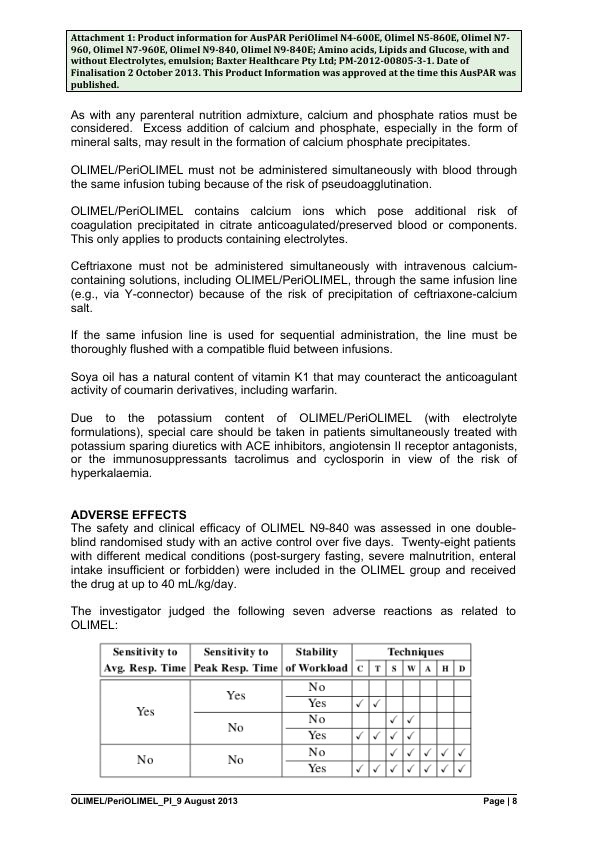 Attachment 1: Product information for AusPAR PeriOlimel N4-600E, Olimel N5-860E, Olimel N7-
960, Olimel N7-960E, Olimel N9-840, Olimel N9-840E; Amino acids, Lipids and Glucose, with and
without Electrolytes, emulsion; Baxter Healthcare Pty Ltd; PM-2012-00805-3-1. Date of
Finalisation 2 October 2013. This Product Information was approved at the time this AusPAR was
published.
As with any parenteral nutrition admixture, calcium and phosphate ratios must be
considered. Excess addition of calcium and phosphate, especially in the form of
mineral salts, may result in the formation of calcium phosphate precipitates.
OLIMEL/PeriOLIMEL must not be administered simultaneously with blood through
the same infusion tubing because of the risk of pseudoagglutination.
OLIMEL/PeriOLIMEL contains calcium ions which pose additional risk of
coagulation precipitated in citrate anticoagulated/preserved blood or components.
This only applies to products containing electrolytes.
Ceftriaxone must not be administered simultaneously with intravenous calcium-
containing solutions, including OLIMEL/PeriOLIMEL, through the same infusion line
(e.g., via Y-connector) because of the risk of precipitation of ceftriaxone-calcium
salt.
If the same infusion line is used for sequential administration, the line must be
thoroughly flushed with a compatible fluid between infusions.
Soya oil has a natural content of vitamin K1 that may counteract the anticoagulant
activity of coumarin derivatives, including warfarin.
Due to the potassium content of OLIMEL/PeriOLIMEL (with electrolyte
formulations), special care should be taken in patients simultaneously treated with
potassium sparing diuretics with ACE inhibitors, angiotensin II receptor antagonists,
or the immunosuppressants tacrolimus and cyclosporin in view of the risk of
hyperkalaemia.
ADVERSE EFFECTS
The safety and clinical efficacy of OLIMEL N9-840 was assessed in one double-
blind randomised study with an active control over five days. Twenty-eight patients
with different medical conditions (post-surgery fasting, severe malnutrition, enteral
intake insufficient or forbidden) were included in the OLIMEL group and received
the drug at up to 40 mL/kg/day.
The investigator judged the following seven adverse reactions as related to
OLIMEL:
Sensitivity to Sensitivity to Stability Techniques
Avg. Resp. Time Peak Resp. Time of Workload C T S W A H D
Yes Yes No
Yes ✓ ✓
No No ✓ ✓
Yes ✓ ✓ ✓ ✓
No No No ✓ ✓ ✓ ✓ ✓
Yes ✓ ✓ ✓ ✓ ✓ ✓ ✓
OLIMEL/PeriOLIMEL_PI_9 August 2013 Page | 8